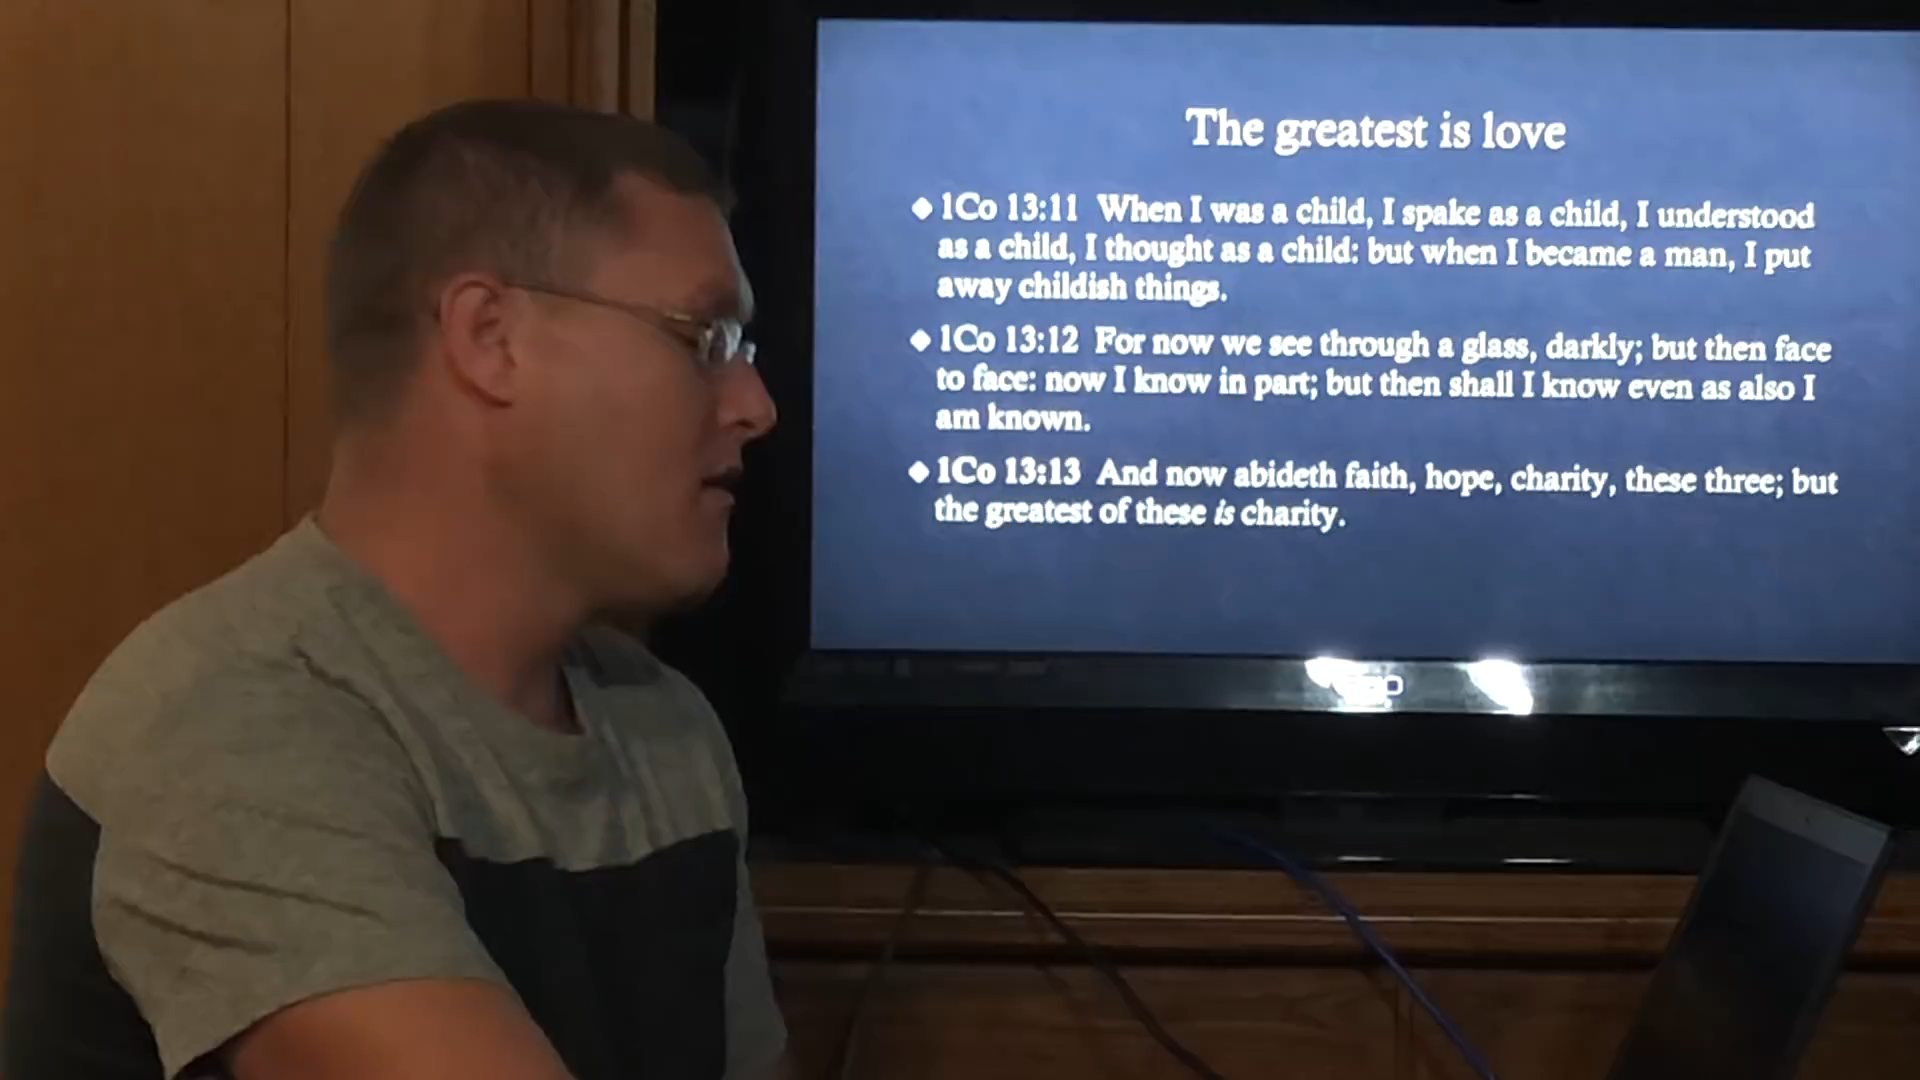 The greatest is love
◆ 1Co 13:11 When I was a child, I spake as a child, I understood
as a child, I thought as a child: but when I became a man, I put
away childish things.
◆ 1Co 13:12 For now we see through a glass, darkly; but then face
to face: now I know in part; but then shall I know even as also I
am known.
◆ 1Co 13:13 And now abideth faith, hope, charity, these three; but
the greatest of these is charity.